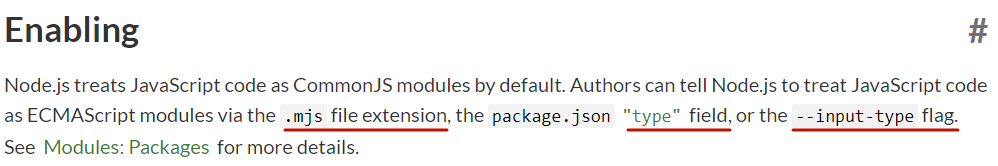 Enabling #
Node.js treats JavaScript code as CommonJS modules by default. Authors can tell Node.js to treat JavaScript code
as ECMAScript modules via the .mjs file extension, the package.json "type" field, or the --input-type flag.
See Modules: Packages for more details.